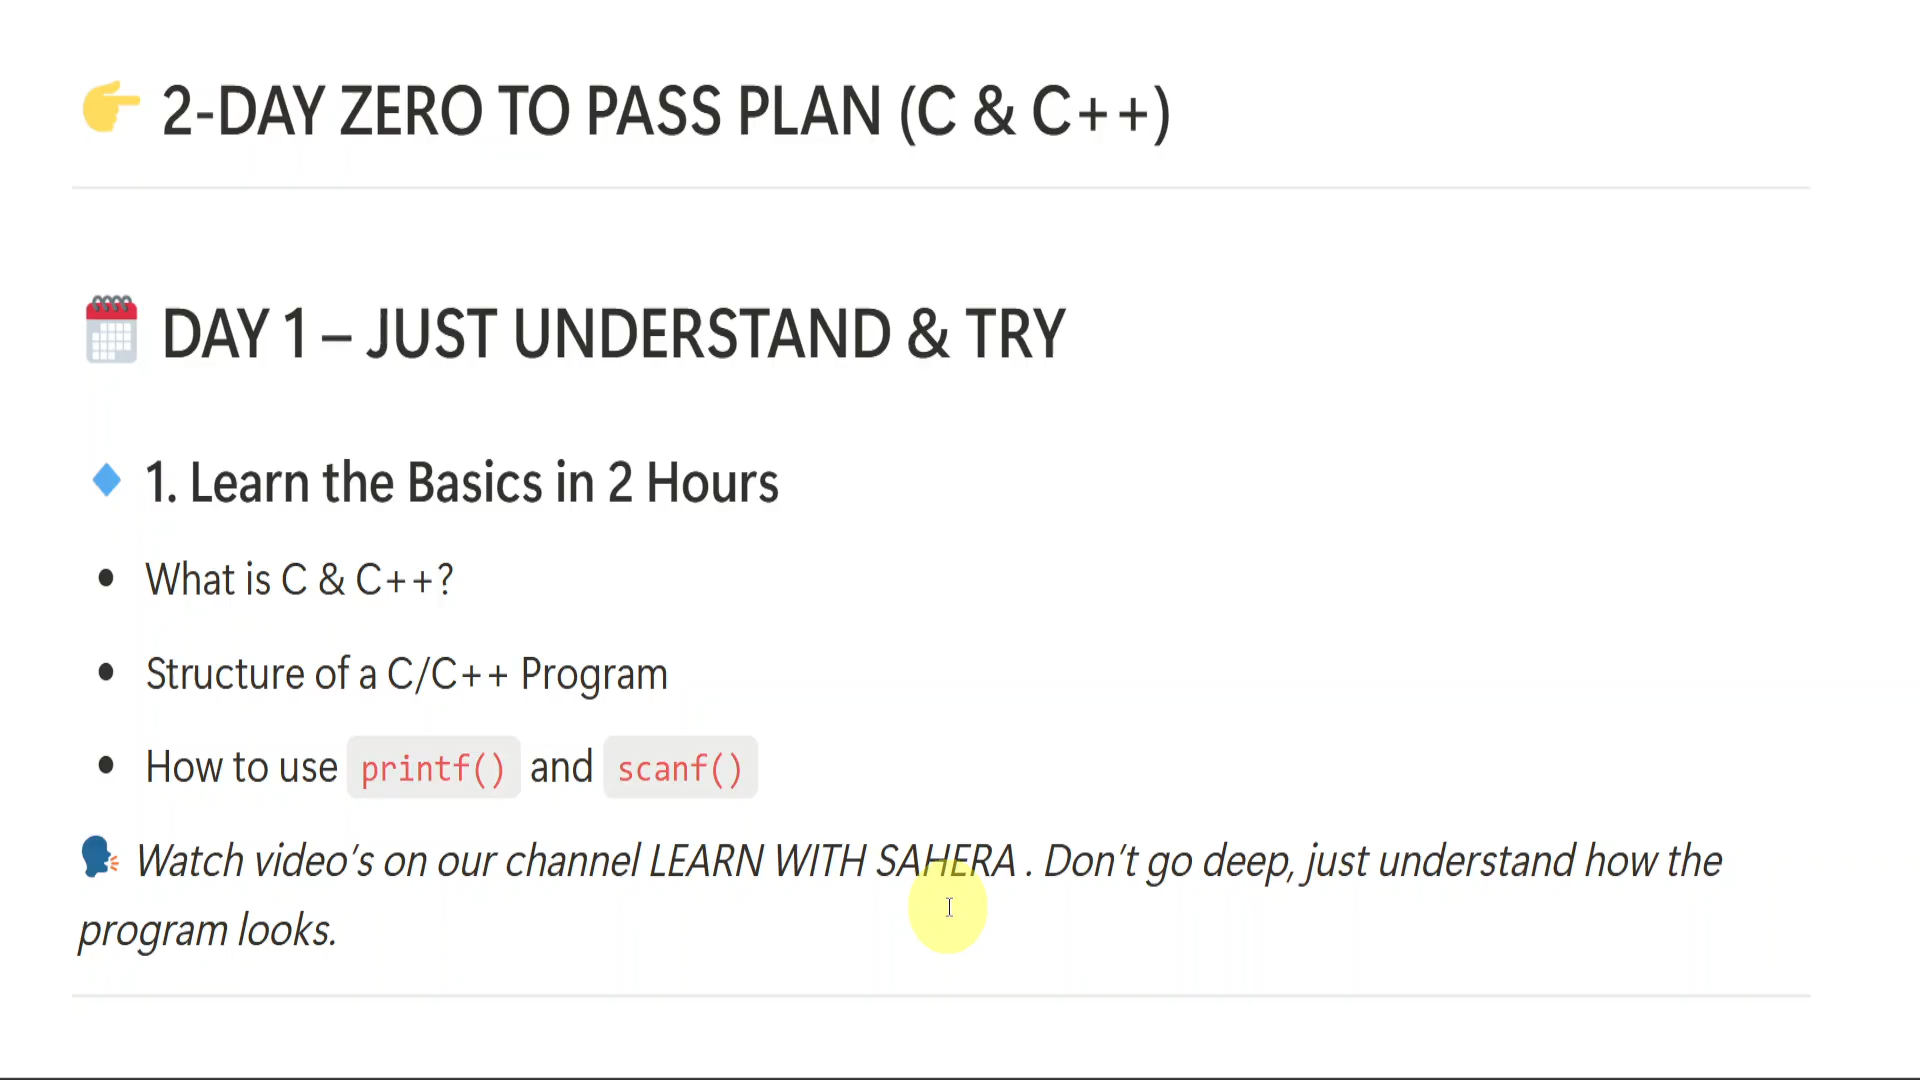 👉 2-DAY ZERO TO PASS PLAN (C & C++)
🗓️ DAY 1 – JUST UNDERSTAND & TRY
🔹 1. Learn the Basics in 2 Hours
• What is C & C++?
• Structure of a C/C++ Program
• How to use printf() and scanf()
🗣️ Watch video’s on our channel LEARN WITH SAHERA . Don’t go deep, just understand how the
program looks.